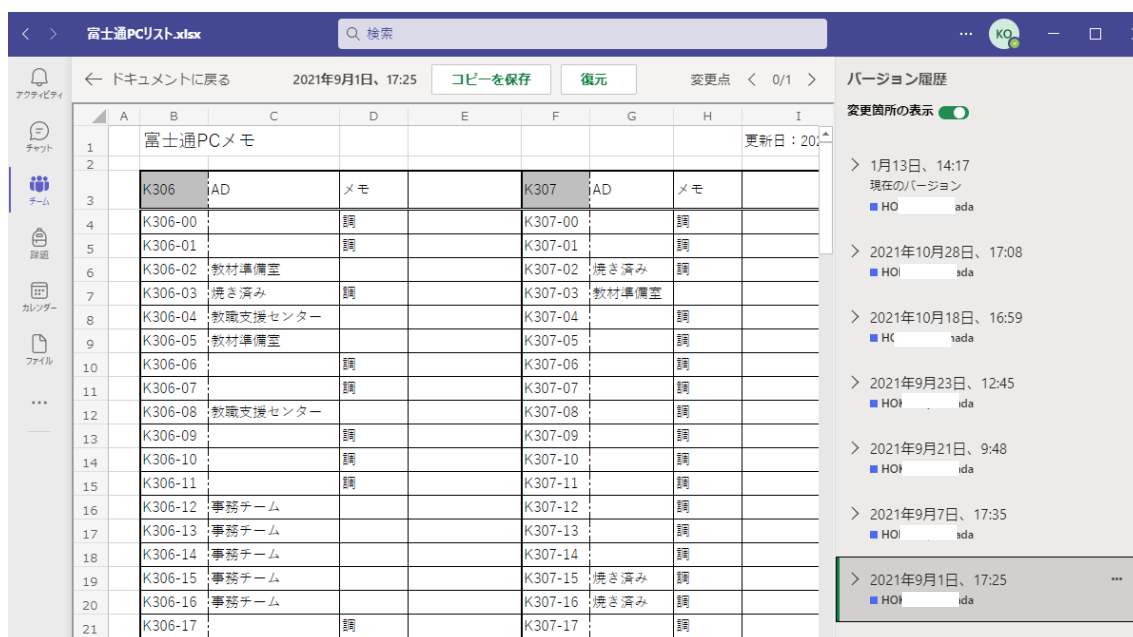 富士通PCリスト.xlsx
検索
KO
アクティビティ
チャット
チーム
課題
カレンダー
ファイル
ドキュメントに戻る 2021年9月1日、17:25 コピーを保存 復元 変更点 0/1
A B C D E F G H I
1 富士通PCメモ 更新日：202
2
3 K306 AD メモ K307 AD メモ
4 K306-00 調 K307-00 調
5 K306-01 調 K307-01 調
6 K306-02 教材準備室 K307-02 焼き済み 調
7 K306-03 焼き済み 調 K307-03 教材準備室
8 K306-04 教職支援センター K307-04 調
9 K306-05 教材準備室 K307-05 調
10 K306-06 調 K307-06 調
11 K306-07 調 K307-07 調
12 K306-08 教職支援センター K307-08 調
13 K306-09 調 K307-09 調
14 K306-10 調 K307-10 調
15 K306-11 調 K307-11 調
16 K306-12 事務チーム K307-12 調
17 K306-13 事務チーム K307-13 調
18 K306-14 事務チーム K307-14 調
19 K306-15 事務チーム K307-15 焼き済み 調
20 K306-16 事務チーム K307-16 焼き済み 調
21 K306-17 調 K307-17 調
バージョン履歴
変更箇所の表示
1月13日、14:17
現在のバージョン
HO ada
2021年10月28日、17:08
HO ada
2021年10月18日、16:59
HO nada
2021年9月23日、12:45
HO da
2021年9月21日、9:48
HO da
2021年9月7日、17:35
HO ada
2021年9月1日、17:25
HO da